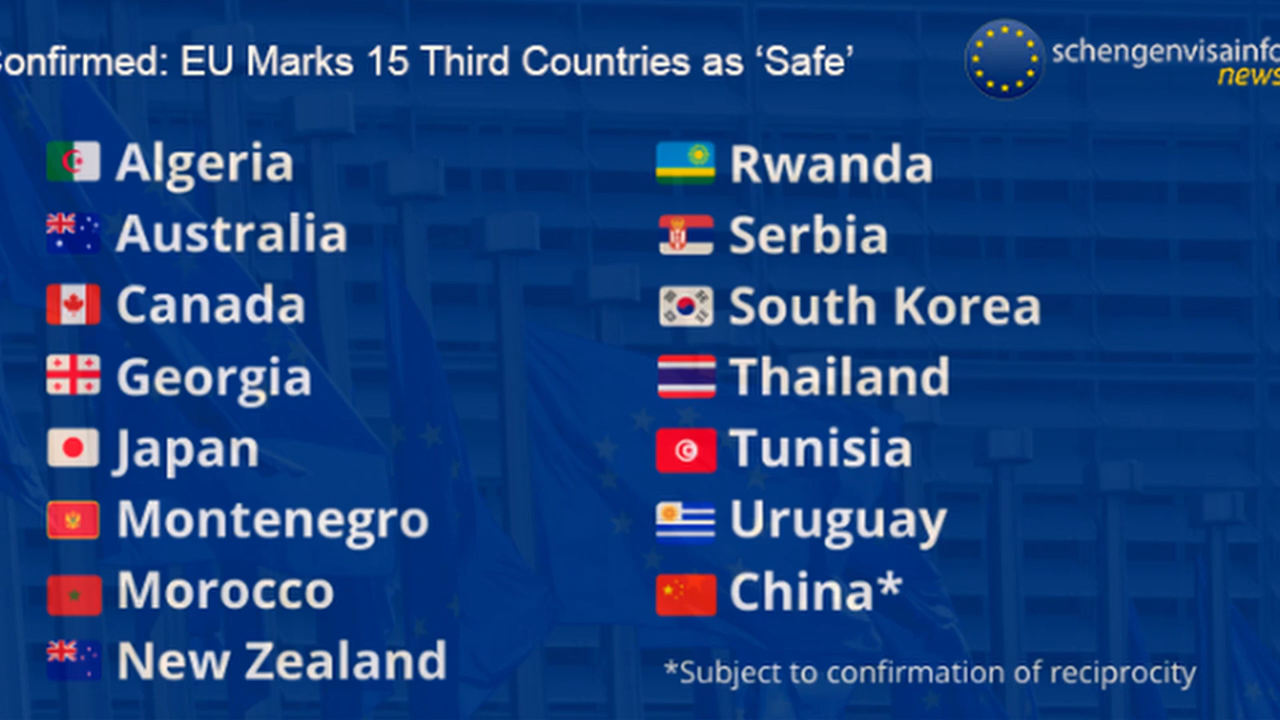 Confirmed: EU Marks 15 Third Countries as ‘Safe’
schengenvisainfo
news
Algeria
Australia
Canada
Georgia
Japan
Montenegro
Morocco
New Zealand
Rwanda
Serbia
South Korea
Thailand
Tunisia
Uruguay
China*
*Subject to confirmation of reciprocity